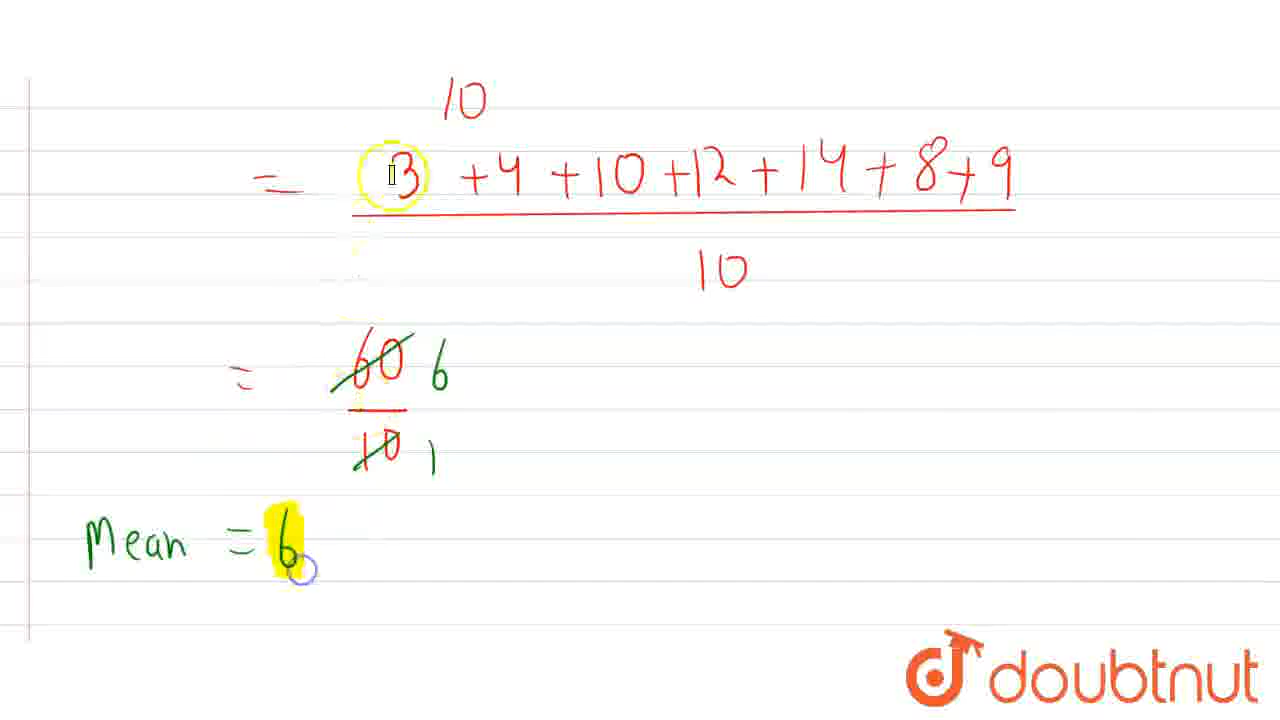 10
= 3 + 4 + 10 + 12 + 14 + 8 + 9
10
= 60 6
10 1
Mean = 6
doubtnut